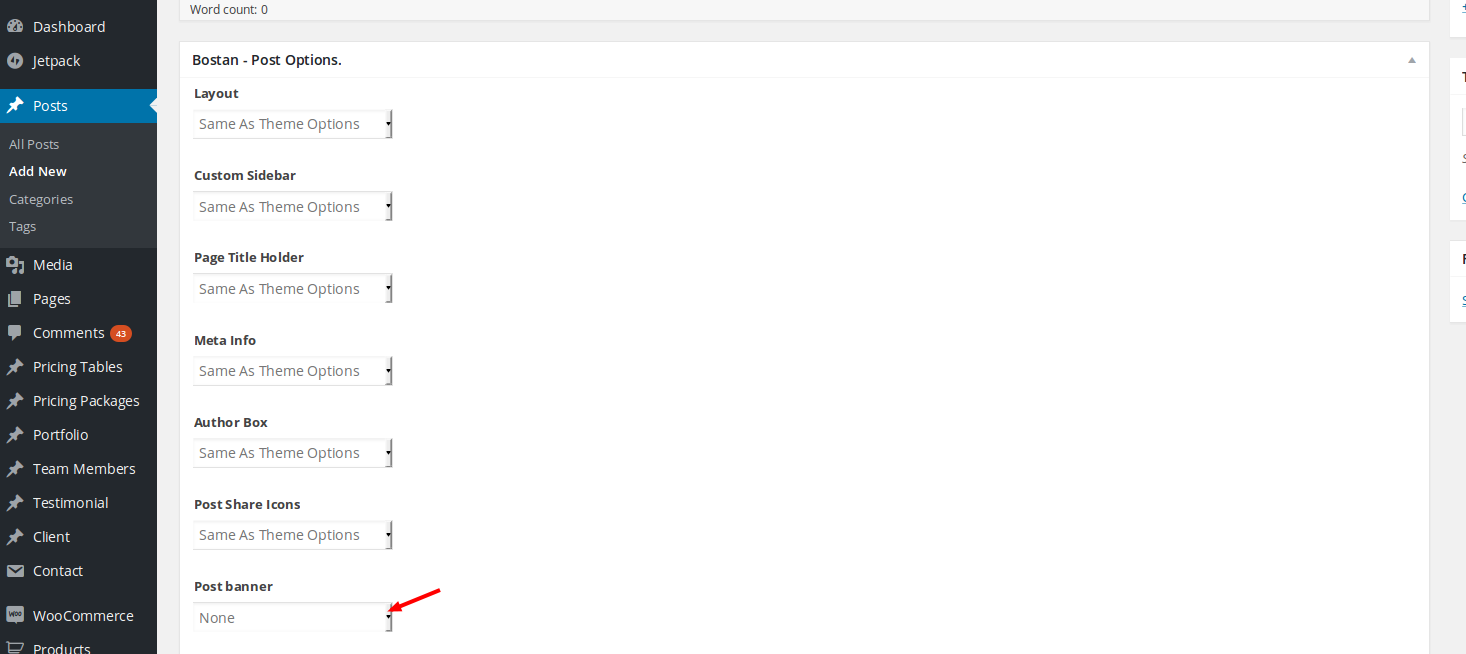 Dashboard
Jetpack
Posts
All Posts
Add New
Categories
Tags
Media
Pages
Comments 43
Pricing Tables
Pricing Packages
Portfolio
Team Members
Testimonial
Client
Contact
WooCommerce
Products
Word count: 0
Bostan - Post Options.
Layout
Same As Theme Options
Custom Sidebar
Same As Theme Options
Page Title Holder
Same As Theme Options
Meta Info
Same As Theme Options
Author Box
Same As Theme Options
Post Share Icons
Same As Theme Options
Post banner
None